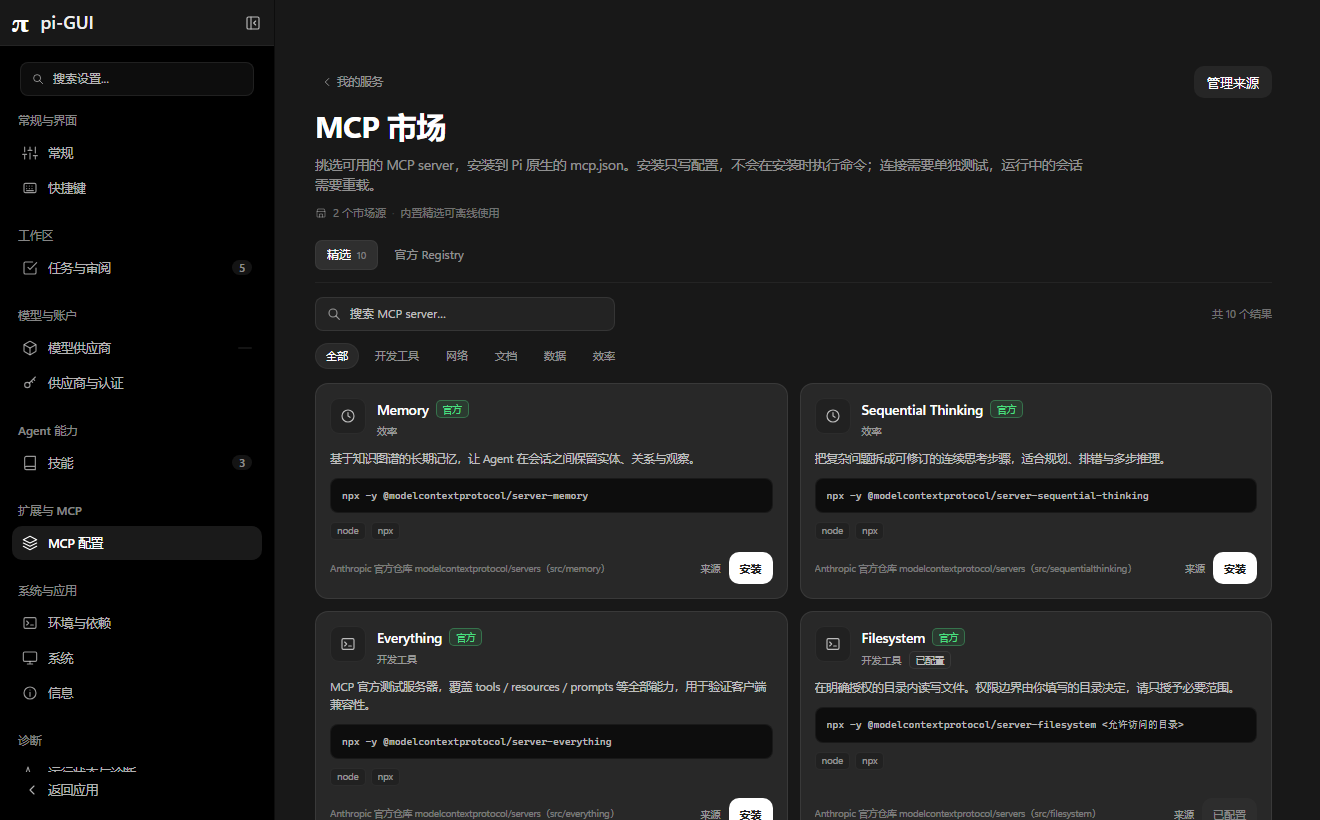 π pi-GUI
搜索设置...
常规与界面
常规
快捷键
工作区
任务与审阅 5
模型与账户
模型供应商
供应商与认证
Agent 能力
技能 3
扩展与 MCP
MCP 配置
系统与应用
环境与依赖
系统
信息
诊断
返回应用
我的服务
管理来源
MCP 市场
挑选可用的 MCP server，安装到 Pi 原生的 mcp.json。安装只写配置，不会在安装时执行命令；连接需要单独测试，运行中的会话
需要重载。
2 个市场源 · 内置精选可离线使用
精选 10 官方 Registry
搜索 MCP server...
共 10 个结果
全部 开发工具 网络 文档 数据 效率
Memory 官方
效率
基于知识图谱的长期记忆，让 Agent 在会话之间保留实体、关系与观察。
npx -y @modelcontextprotocol/server-memory
node npx
Anthropic 官方仓库 modelcontextprotocol/servers（src/memory） 来源 安装
Sequential Thinking 官方
效率
把复杂问题拆成可修订的连续思考步骤，适合规划、排错与多步推理。
npx -y @modelcontextprotocol/server-sequential-thinking
node npx
Anthropic 官方仓库 modelcontextprotocol/servers（src/sequentialthinking） 来源 安装
Everything 官方
开发工具
MCP 官方测试服务器，覆盖 tools / resources / prompts 等全部能力，用于验证客户端
兼容性。
npx -y @modelcontextprotocol/server-everything
node npx
Anthropic 官方仓库 modelcontextprotocol/servers（src/everything） 来源 安装
Filesystem 官方
开发工具 已配置
在明确授权的目录内读写文件。权限边界由你填写的目录决定，请只授予必要范围。
npx -y @modelcontextprotocol/server-filesystem <允许访问的目录>
node npx
Anthropic 官方仓库 modelcontextprotocol/servers（src/filesystem） 来源 已配置